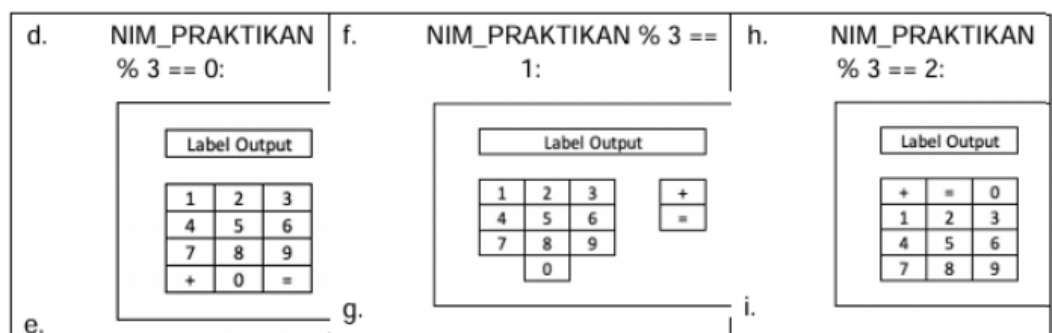 d. NIM_PRAKTIKAN
% 3 == 0:
Label Output
1 2 3
4 5 6
7 8 9
+ 0 =
e.
f. NIM_PRAKTIKAN % 3 ==
1:
Label Output
1 2 3 +
4 5 6 =
7 8 9
0
g.
h. NIM_PRAKTIKAN
% 3 == 2:
Label Output
+ = 0
1 2 3
4 5 6
7 8 9
i.